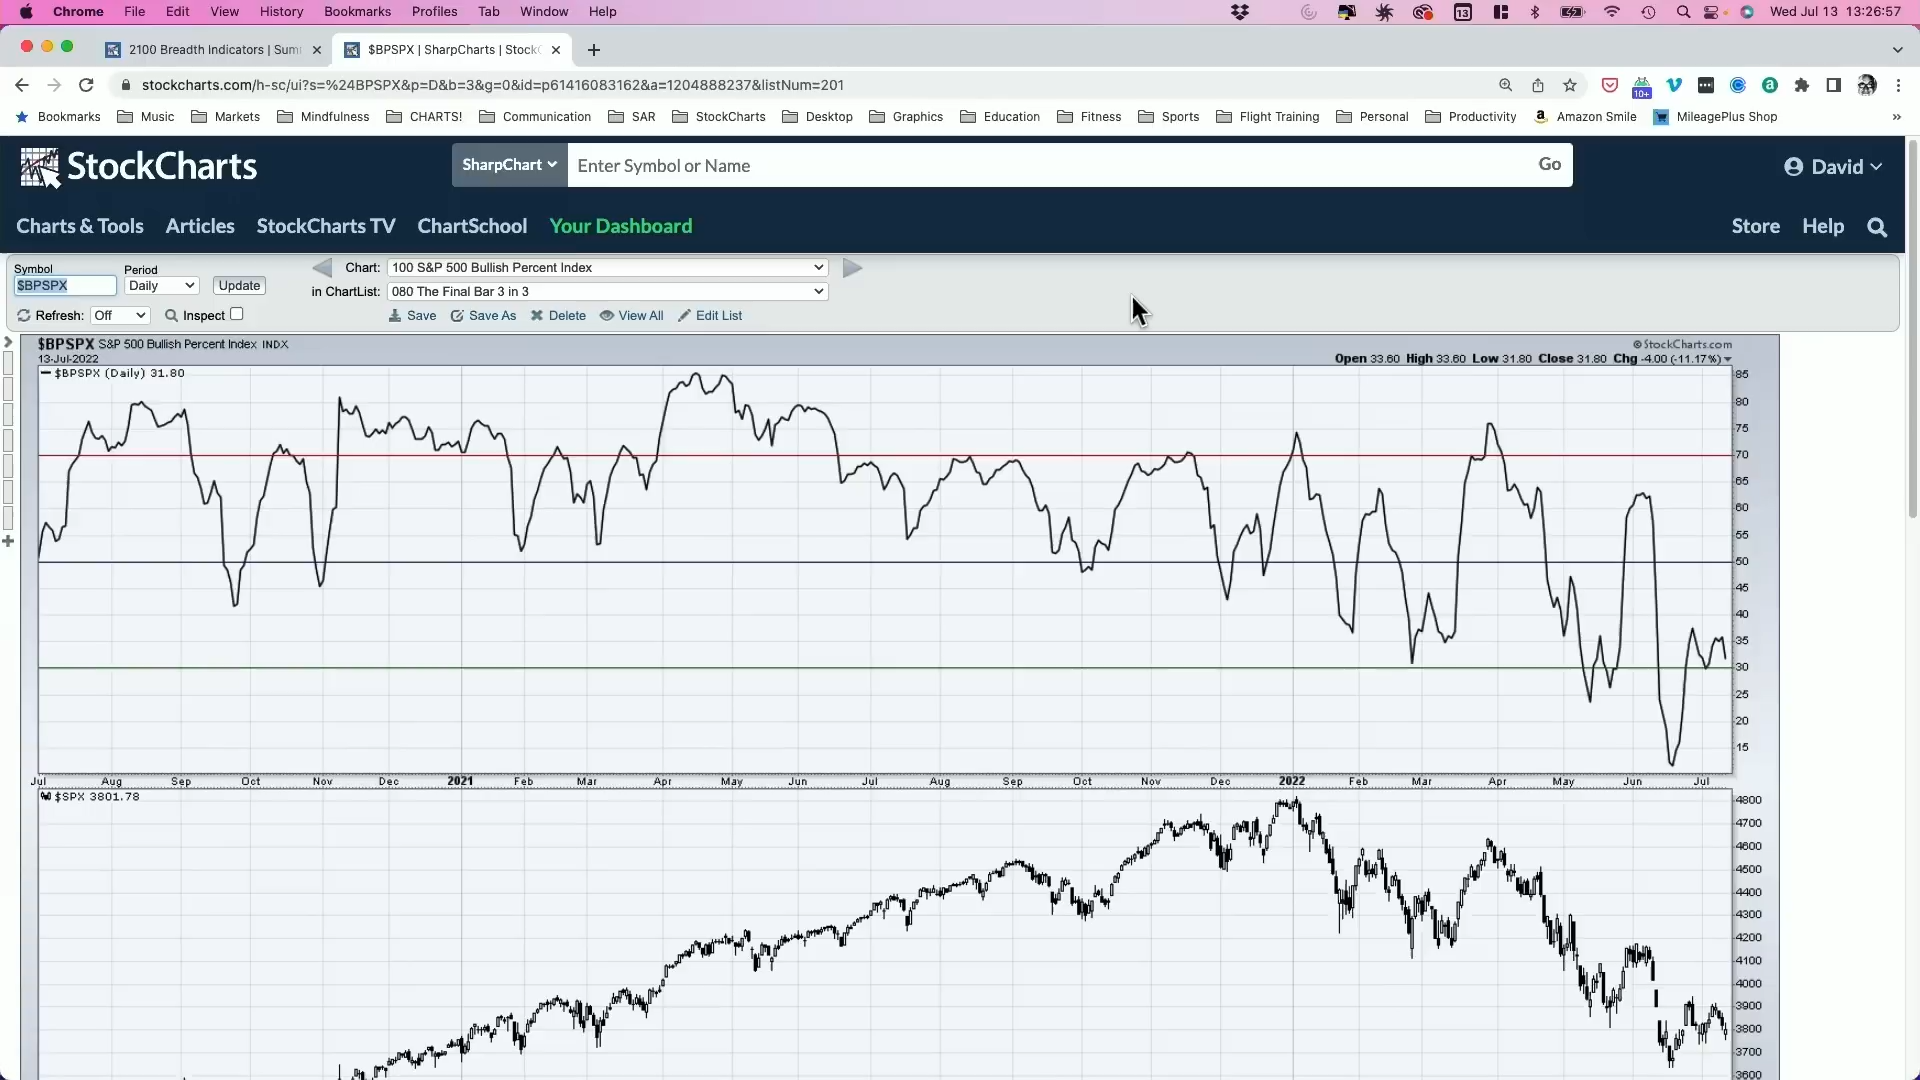 Chrome File Edit View History Bookmarks Profiles Tab Window Help 13 Wed Jul 13 13:26:57
2100 Breadth Indicators | Sum $BPSPX | SharpCharts | Stock
stockcharts.com/h-sc/ui?s=%24BPSPX&p=D&b=3&g=0&id=p61416083162&a=1204888237&listNum=201 10+
Bookmarks Music Markets Mindfulness CHARTS! Communication SAR StockCharts Desktop Graphics Education Fitness Sports Flight Training Personal Productivity Amazon Smile MileagePlus Shop »
StockCharts SharpChart Enter Symbol or Name Go David
Charts & Tools Articles StockCharts TV ChartSchool Your Dashboard Store Help
Symbol Period Chart: 100 S&P 500 Bullish Percent Index
$BPSPX Daily Update in ChartList: 080 The Final Bar 3 in 3
Refresh: Off Inspect Save Save As Delete View All Edit List
$BPSPX S&P 500 Bullish Percent Index INDX © StockCharts.com
13-Jul-2022 Open 33.60 High 33.60 Low 31.80 Close 31.80 Chg -4.00 (-11.17%)
$BPSPX (Daily) 31.80
85
80
75
70
65
60
55
50
45
40
35
30
25
20
15
Jul Aug Sep Oct Nov Dec 2021 Feb Mar Apr May Jun Jul Aug Sep Oct Nov Dec 2022 Feb Mar Apr May Jun Jul
$SPX 3801.78
4800
4700
4600
4500
4400
4300
4200
4100
4000
3900
3800
3700
3600